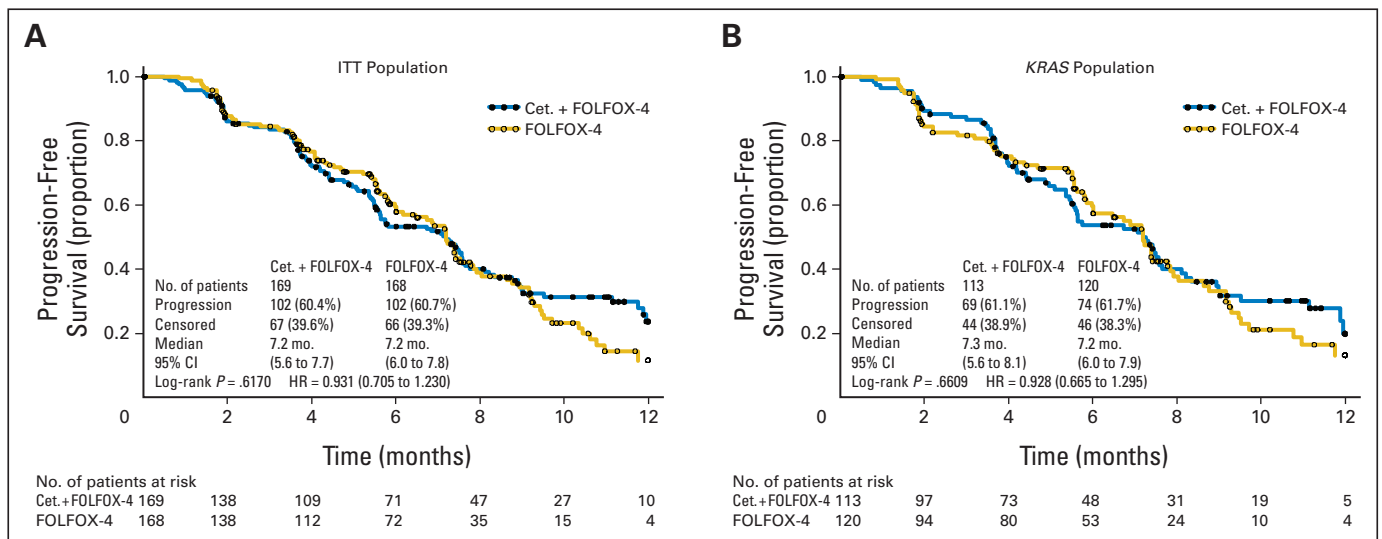 A
ITT Population
Cet. + FOLFOX-4
FOLFOX-4
Progression-Free
Survival (proportion)
1.0
0.8
0.6
0.4
0.2
Cet. + FOLFOX-4 FOLFOX-4
No. of patients 169 168
Progression 102 (60.4%) 102 (60.7%)
Censored 67 (39.6%) 66 (39.3%)
Median 7.2 mo. 7.2 mo.
95% CI (5.6 to 7.7) (6.0 to 7.8)
Log-rank P = .6170 HR = 0.931 (0.705 to 1.230)
0 2 4 6 8 10 12
Time (months)
No. of patients at risk
Cet.+FOLFOX-4 169 138 109 71 47 27 10
FOLFOX-4 168 138 112 72 35 15 4
B
KRAS Population
Cet. + FOLFOX-4
FOLFOX-4
Progression-Free
Survival (proportion)
1.0
0.8
0.6
0.4
0.2
Cet. + FOLFOX-4 FOLFOX-4
No. of patients 113 120
Progression 69 (61.1%) 74 (61.7%)
Censored 44 (38.9%) 46 (38.3%)
Median 7.3 mo. 7.2 mo.
95% CI (5.6 to 8.1) (6.0 to 7.9)
Log-rank P = .6609 HR = 0.928 (0.665 to 1.295)
0 2 4 6 8 10 12
Time (months)
No. of patients at risk
Cet.+FOLFOX-4 113 97 73 48 31 19 5
FOLFOX-4 120 94 80 53 24 10 4